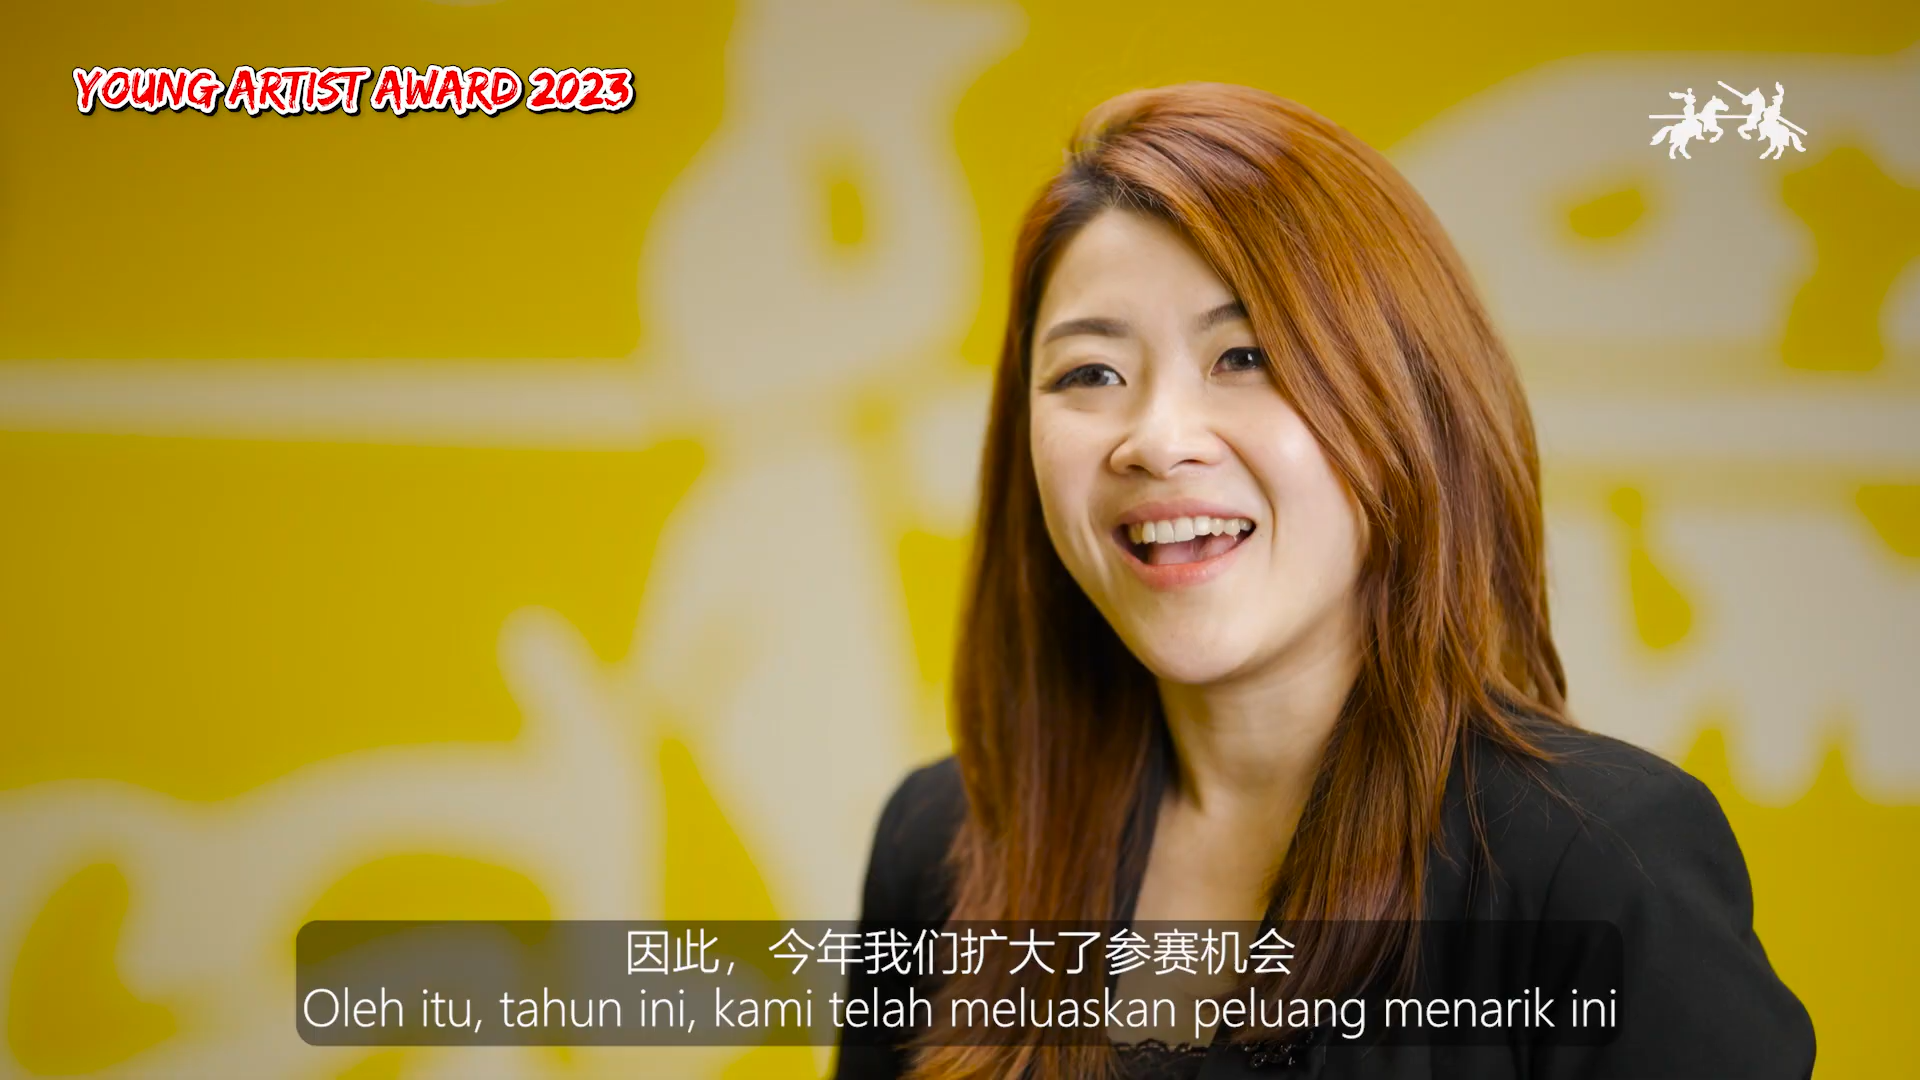 YOUNG ARTIST AWARD 2023
因此，今年我们扩大了参赛机会
Oleh itu, tahun ini, kami telah meluaskan peluang menarik ini